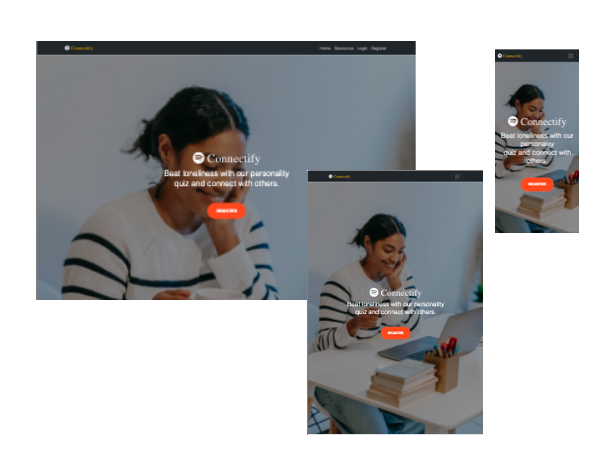 Connectify
Home Resources Login Register
Connectify
Beat loneliness with our personality
quiz and connect with others.
REGISTER
Connectify
Connectify
Beat loneliness with our personality
quiz and connect with others.
REGISTER
Connectify
Connectify
Beat loneliness with our
personality
quiz and connect with
others.
REGISTER